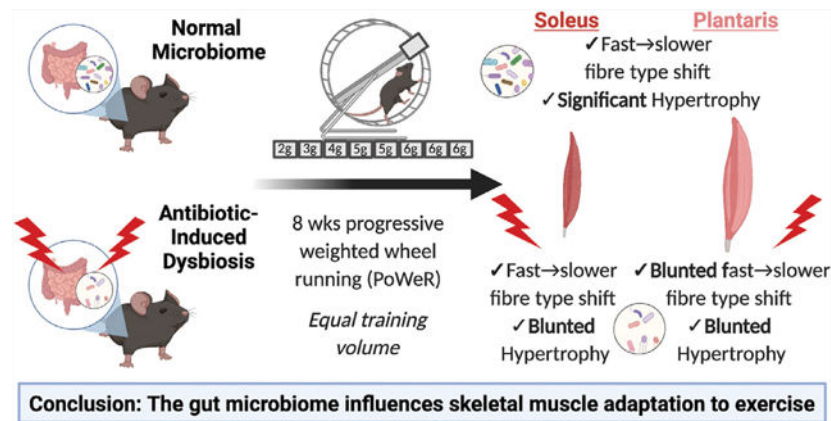 Normal
Microbiome
2g 3g 4g 5g 5g 6g 6g 6g
Antibiotic-
Induced
Dysbiosis
8 wks progressive
weighted wheel
running (PoWeR)
Equal training
volume
Soleus
Plantaris
✓Fast→slower
fibre type shift
✓Significant Hypertrophy
✓Fast→slower
fibre type shift
✓Blunted
Hypertrophy
✓Blunted fast→slower
fibre type shift
✓Blunted
Hypertrophy
Conclusion: The gut microbiome influences skeletal muscle adaptation to exercise